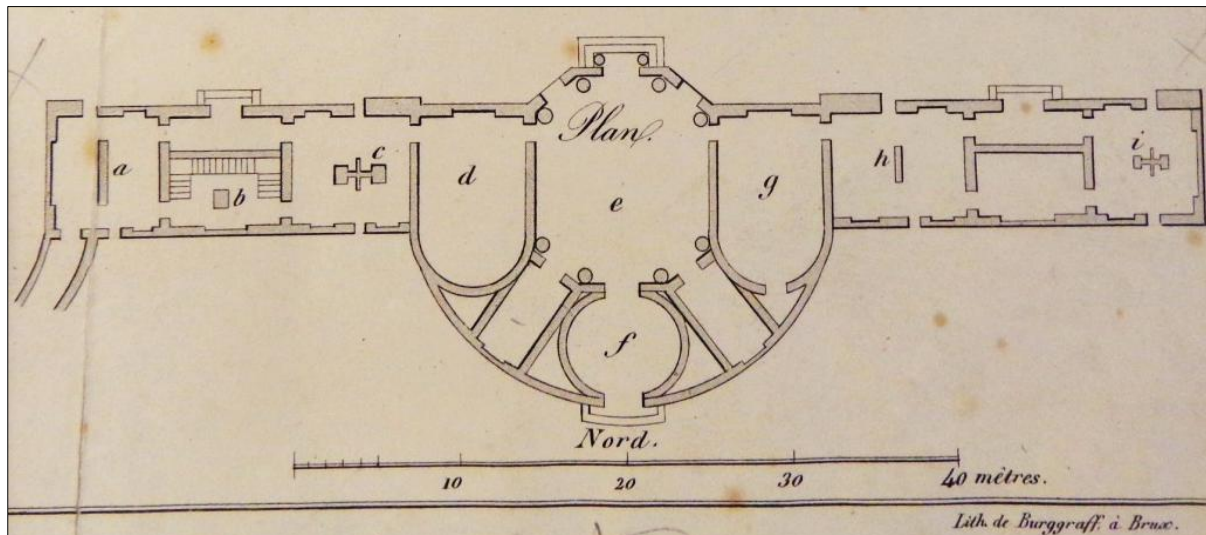 Plan.
a
b
c
d
e
f
g
h
i
Nord.
10 20 30 40 mètres.
Lith. de Burggraff. à Brux.